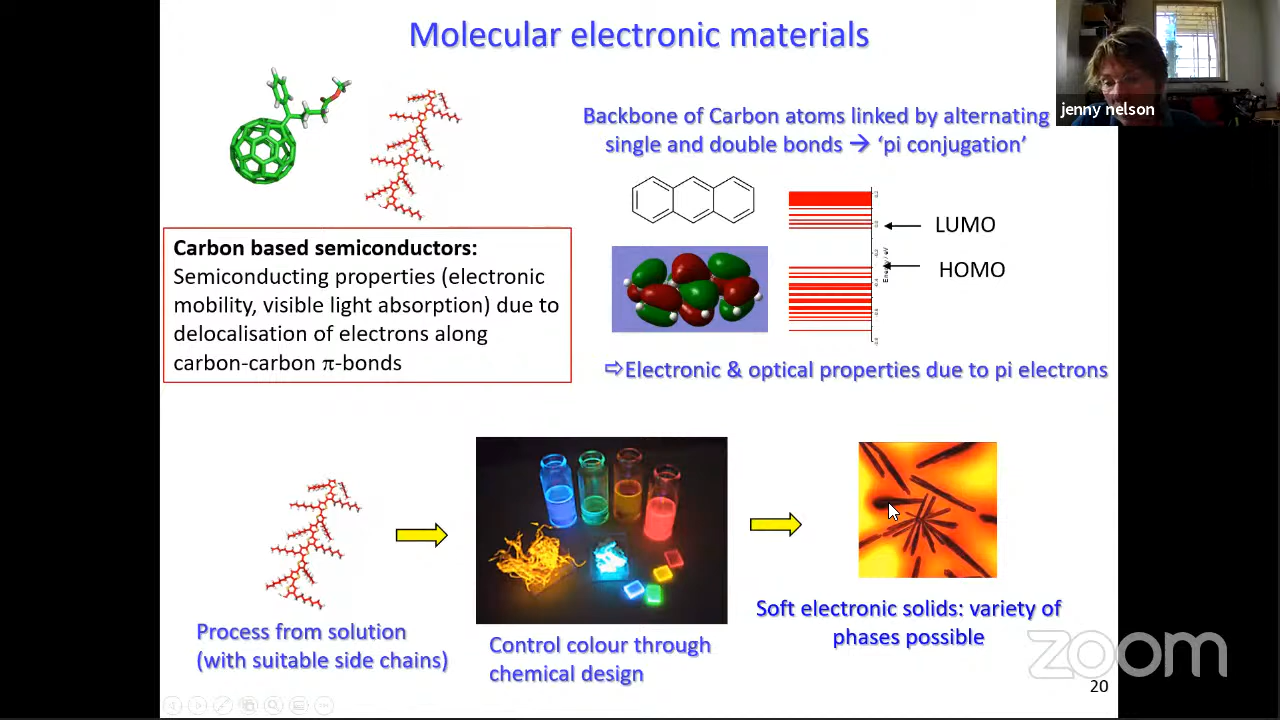 Molecular electronic materials
jenny nelson
Backbone of Carbon atoms linked by alternating
single and double bonds → ‘pi conjugation’
LUMO
HOMO
Energy / eV
Carbon based semiconductors:
Semiconducting properties (electronic
mobility, visible light absorption) due to
delocalisation of electrons along
carbon-carbon π-bonds
⇨Electronic & optical properties due to pi electrons
Process from solution
(with suitable side chains)
Control colour through
chemical design
Soft electronic solids: variety of
phases possible
zoom
20